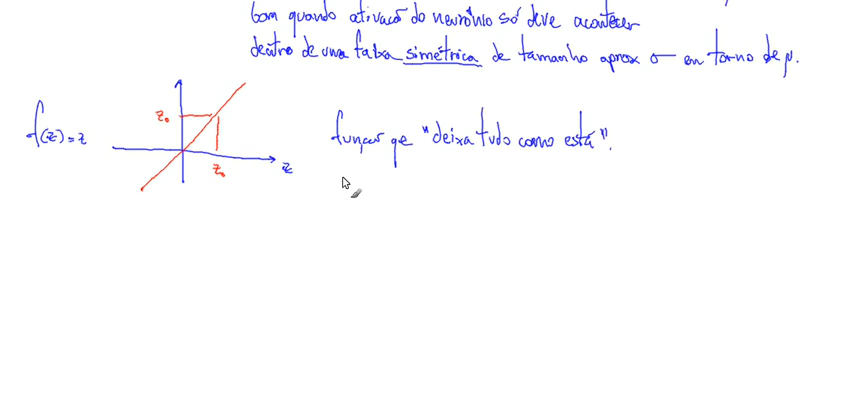 bom quando ativação do neurônio só deve acontecer
dentro de uma faixa simétrica de tamanho aprox σ em torno de μ.
f(z) = z
z₀
z₀
z
função que "deixa tudo como está".